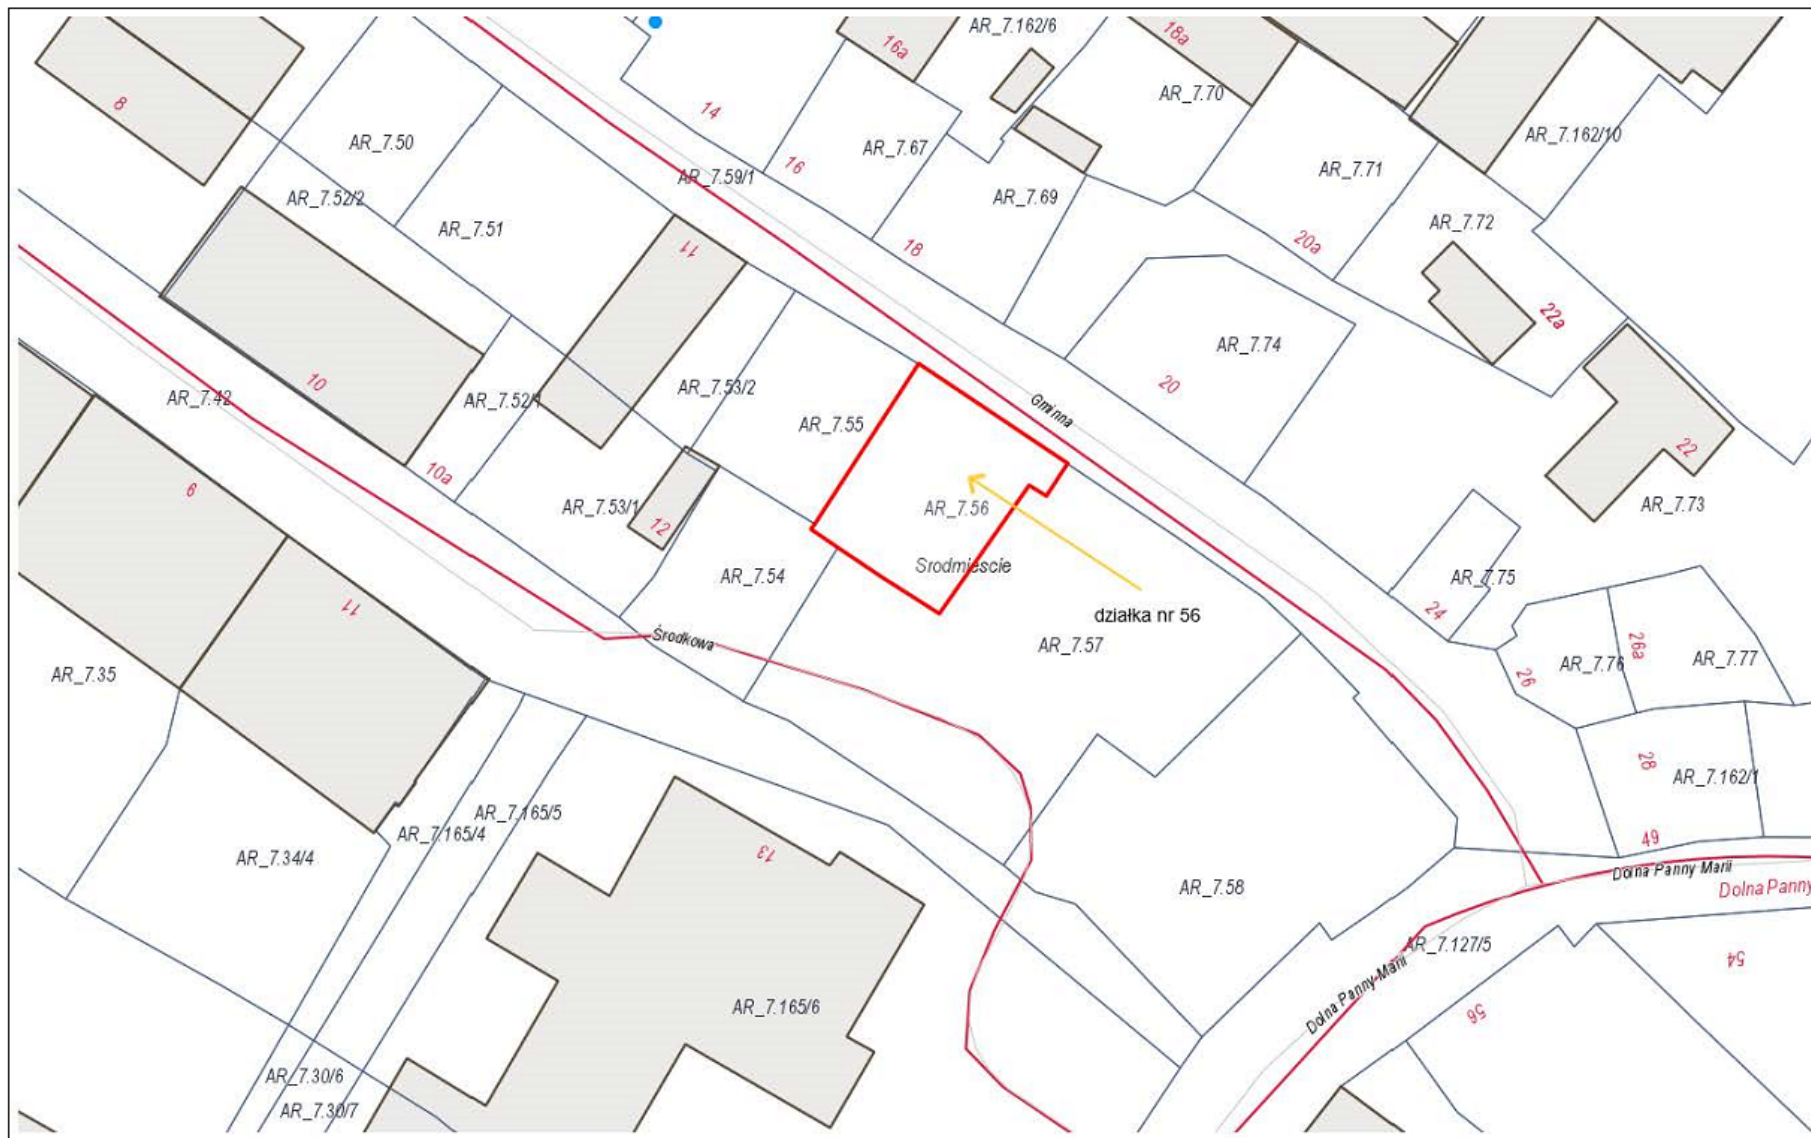 AR_7.162/6
16a
18a
8
14
AR_7.70
AR_7.50
AR_7.67
AR_7.162/10
16
AR_7.59/1
AR_7.71
AR_7.52/2
AR_7.69
AR_7.51
AR_7.72
11
18
20a
22a
AR_7.74
10
AR_7.42
AR_7.52/1
AR_7.53/2
20
Gminna
AR_7.55
22
10a
9
AR_7.53/1
12
AR_7.56
AR_7.73
Srodmiescie
AR_7.54
AR_7.75
11
24
działka nr 56
Środkowa
AR_7.57
26a
AR_7.76
AR_7.77
26
AR_7.35
28
AR_7.162/1
AR_7.165/5
AR_7.165/4
49
13
AR_7.34/4
Dolna Panny Marii
Dolna Panny
AR_7.58
AR_7.127/5
54
Dolna Panny Marii
AR_7.165/6
56
AR_7.30/6
AR_7.30/7